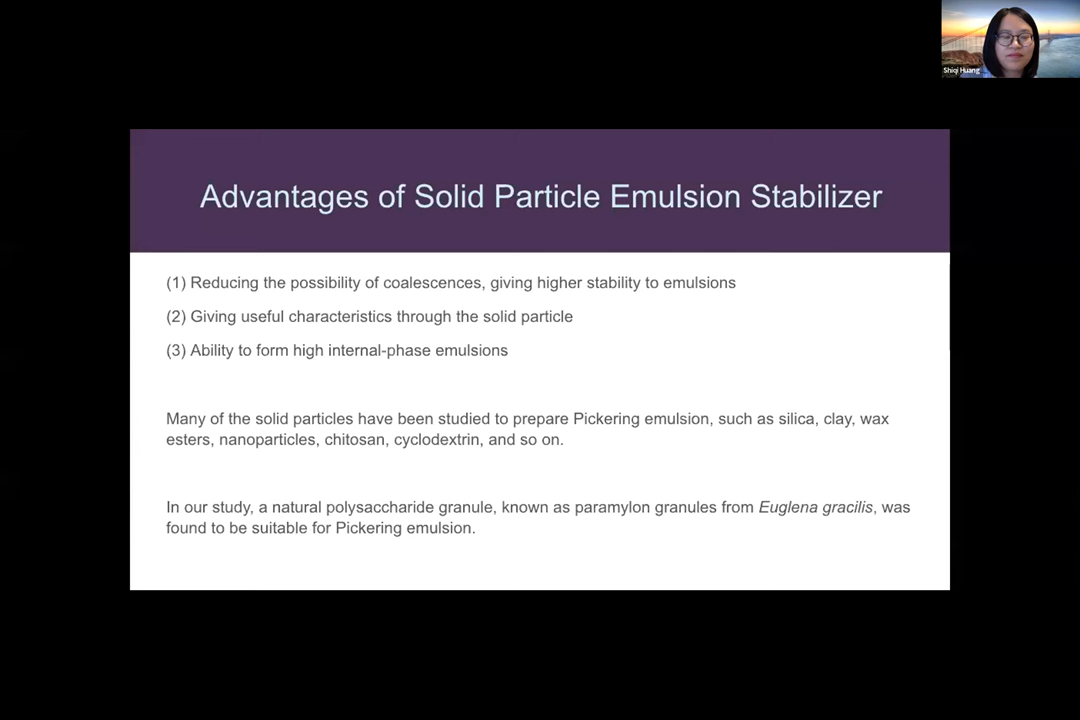 Shiqi Huang
Advantages of Solid Particle Emulsion Stabilizer
(1) Reducing the possibility of coalescences, giving higher stability to emulsions
(2) Giving useful characteristics through the solid particle
(3) Ability to form high internal-phase emulsions
Many of the solid particles have been studied to prepare Pickering emulsion, such as silica, clay, wax
esters, nanoparticles, chitosan, cyclodextrin, and so on.
In our study, a natural polysaccharide granule, known as paramylon granules from Euglena gracilis, was
found to be suitable for Pickering emulsion.